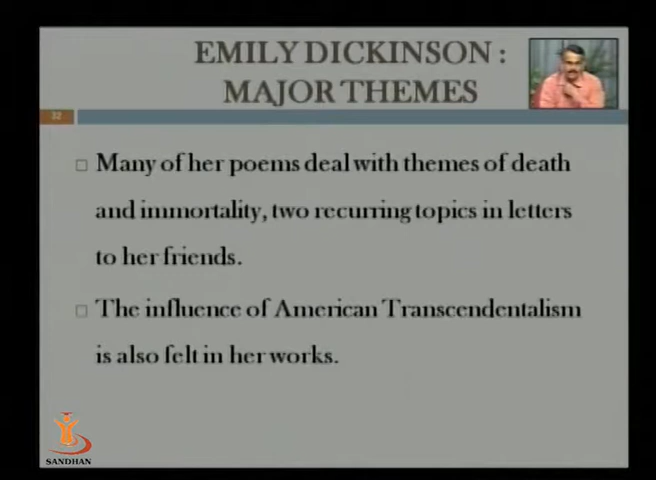 EMILY DICKINSON :
MAJOR THEMES
32
Many of her poems deal with themes of death
and immortality, two recurring topics in letters
to her friends.
The influence of American Transcendentalism
is also felt in her works.
SANDHAN